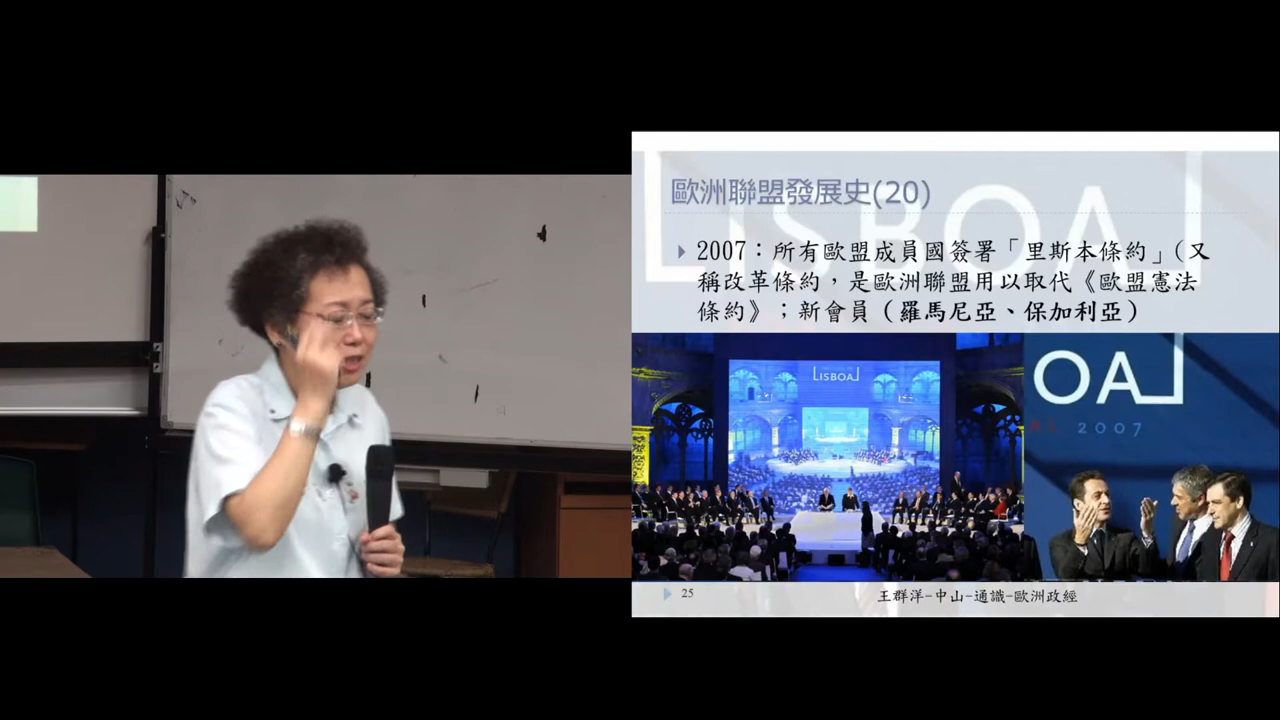 LISBOA
歐洲聯盟發展史(20)
2007：所有歐盟成員國簽署「里斯本條約」(又
稱改革條約，是歐洲聯盟用以取代《歐盟憲法
條約》；新會員（羅馬尼亞、保加利亞）
LISBOA
OA
2007
25
王群洋-中山-通識-歐洲政經